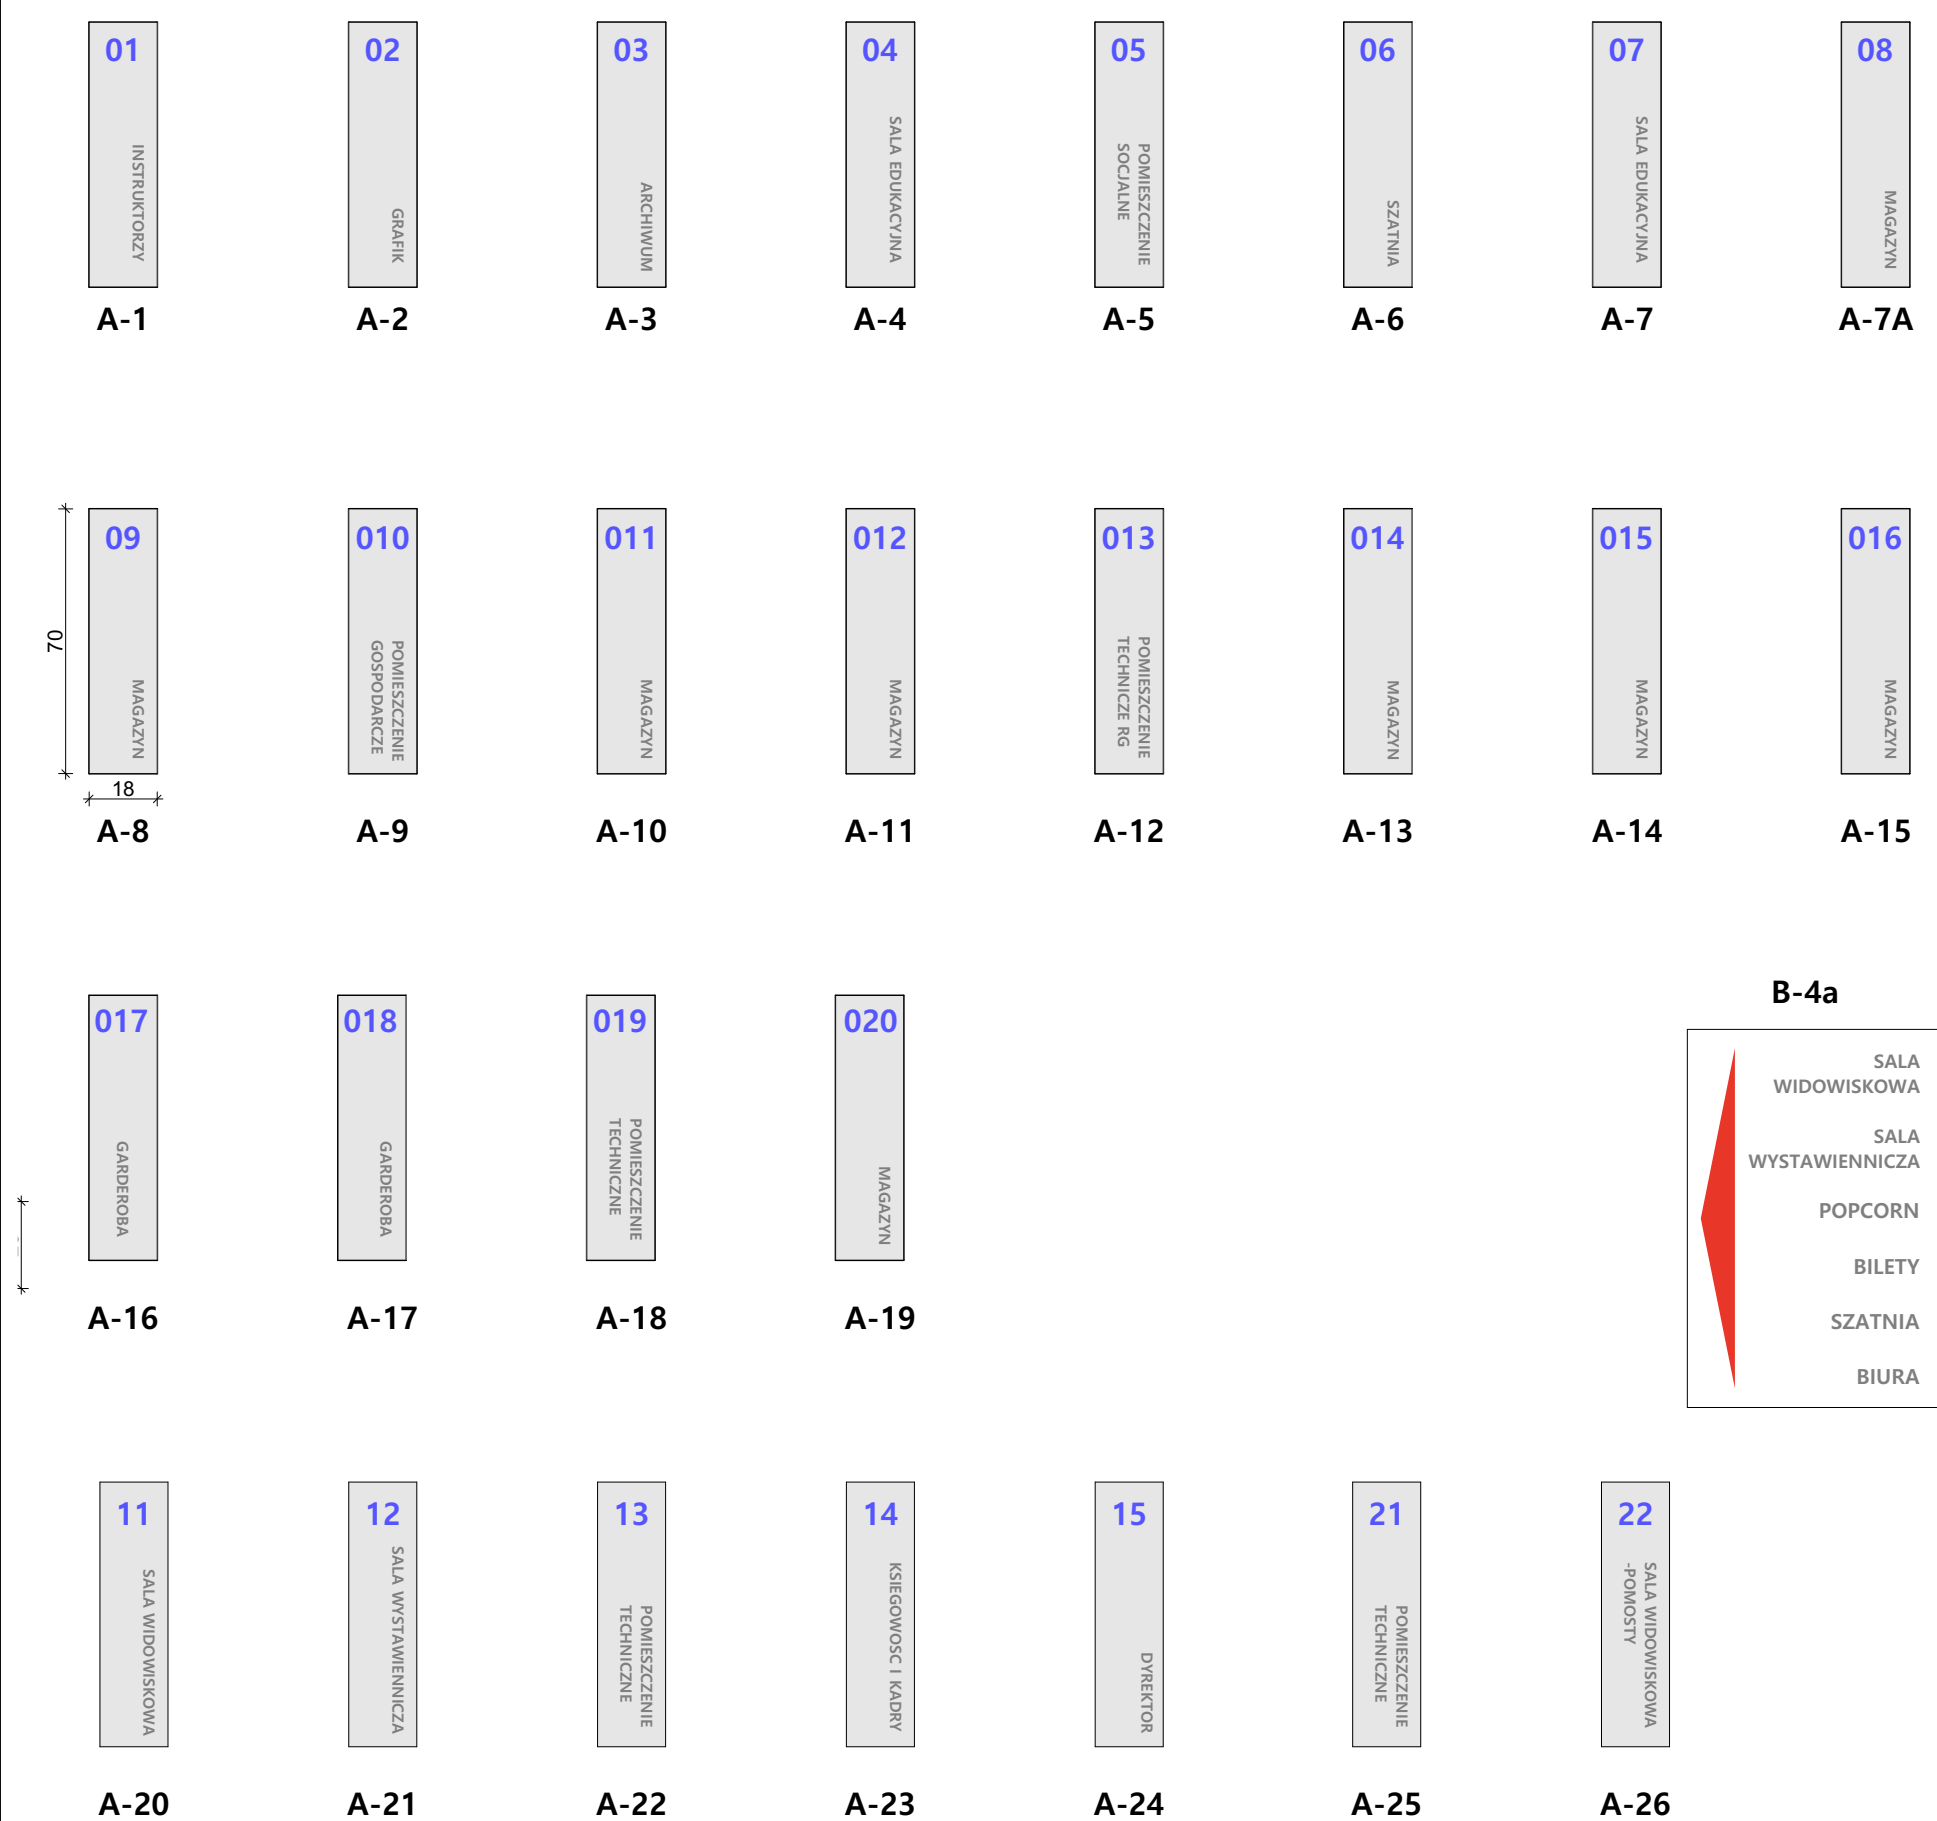 01
INSTRUKTORZY
A-1
02
GRAFIK
A-2
03
ARCHIWUM
A-3
04
SALA EDUKACYJNA
A-4
05
POMIESZCZENIE
SOCJALNE
A-5
06
SZATNIA
A-6
07
SALA EDUKACYJNA
A-7
08
MAGAZYN
A-7A
70
09
MAGAZYN
18
A-8
010
POMIESZCZENIE
GOSPODARCZE
A-9
011
MAGAZYN
A-10
012
MAGAZYN
A-11
013
POMIESZCZENIE
TECHNICZE RG
A-12
014
MAGAZYN
A-13
015
MAGAZYN
A-14
016
MAGAZYN
A-15
017
GARDEROBA
A-16
018
GARDEROBA
A-17
019
POMIESZCZENIE
TECHNICZNE
A-18
020
MAGAZYN
A-19
B-4a
SALA
WIDOWISKOWA
SALA
WYSTAWIENNICZA
POPCORN
BILETY
SZATNIA
BIURA
11
SALA WIDOWISKOWA
A-20
12
SALA WYSTAWIENNICZA
A-21
13
POMIESZCZENIE
TECHNICZNE
A-22
14
KSIEGOWOSC I KADRY
A-23
15
DYREKTOR
A-24
21
POMIESZCZENIE
TECHNICZNE
A-25
22
SALA WIDOWISKOWA
-POMOSTY
A-26